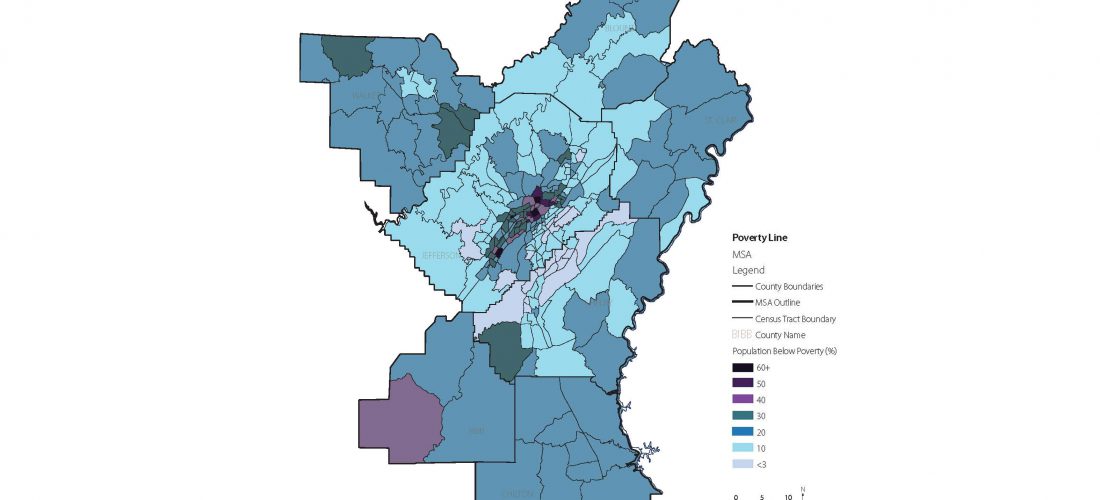 BLOUNT
WALKER
ST. CLAIR
JEFFERSON
BIBB
CHILTON
Poverty Line
MSA
Legend
County Boundaries
MSA Outline
Census Tract Boundary
BIBB County Name
Population Below Poverty (%)
60+
50
40
30
20
10
<3
N
0 5 10